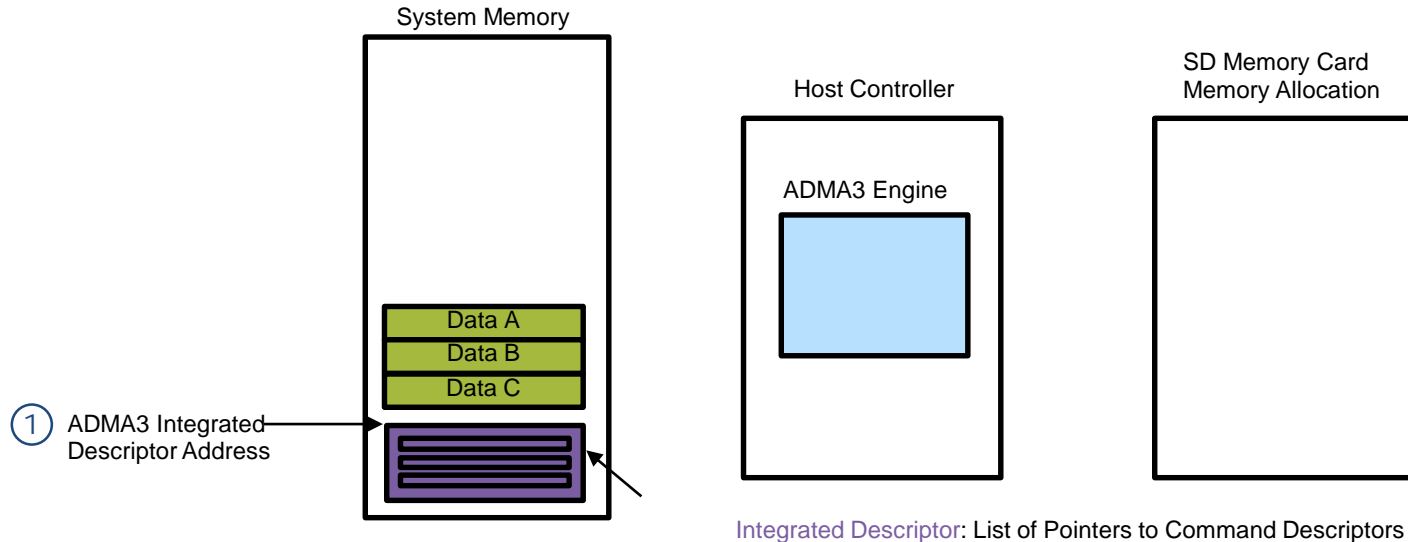 System Memory
Host Controller
SD Memory Card
Memory Allocation
ADMA3 Engine
Data A
Data B
Data C
1
ADMA3 Integrated
Descriptor Address
Integrated Descriptor: List of Pointers to Command Descriptors